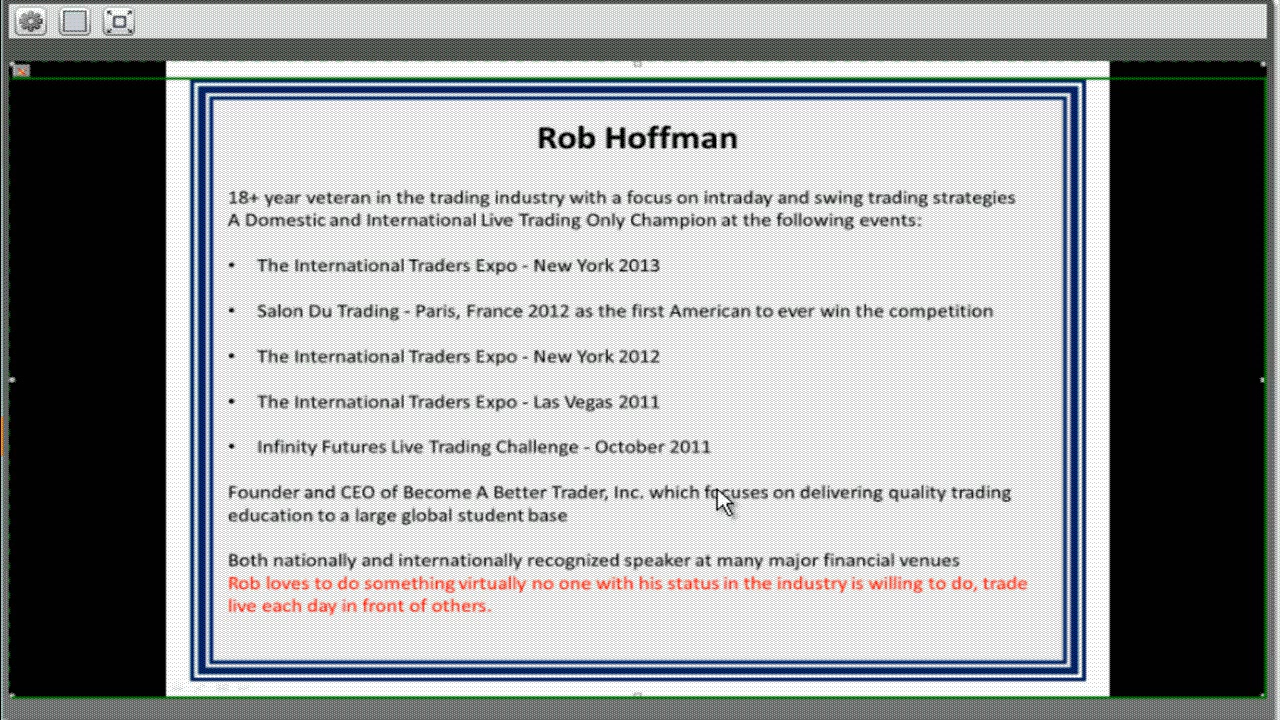 Rob Hoffman
18+ year veteran in the trading industry with a focus on intraday and swing trading strategies
A Domestic and International Live Trading Only Champion at the following events:
• The International Traders Expo - New York 2013
• Salon Du Trading - Paris, France 2012 as the first American to ever win the competition
• The International Traders Expo - New York 2012
• The International Traders Expo - Las Vegas 2011
• Infinity Futures Live Trading Challenge - October 2011
Founder and CEO of Become A Better Trader, Inc. which focuses on delivering quality trading
education to a large global student base
Both nationally and internationally recognized speaker at many major financial venues
Rob loves to do something virtually no one with his status in the industry is willing to do, trade
live each day in front of others.